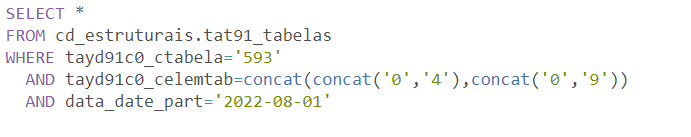 SELECT *
FROM cd_estruturais.tat91_tabelas
WHERE tayd91c0_ctabela='593'
AND tayd91c0_celemtab=concat(concat('0','4'),concat('0','9'))
AND data_date_part='2022-08-01'